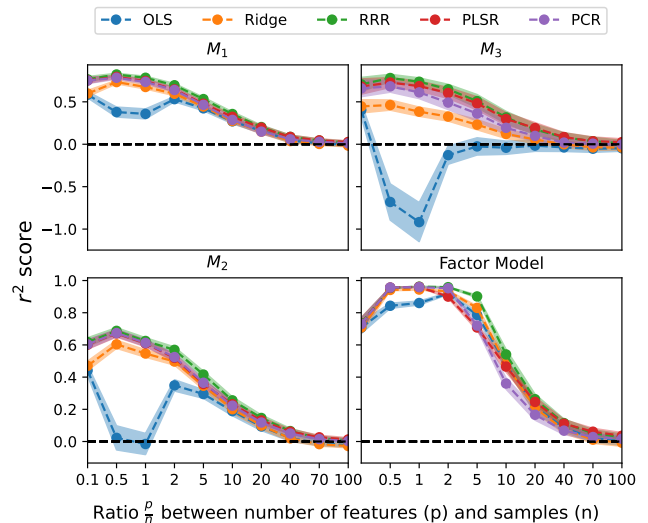 OLS Ridge RRR PLSR PCR
M₁ M₃
0.5
0.0
−0.5
−1.0
M₂ Factor Model
1.0
0.8
0.6
0.4
0.2
0.0
r² score
0.1 0.5 1 2 5 10 20 40 70 100 0.1 0.5 1 2 5 10 20 40 70 100
Ratio p/n between number of features (p) and samples (n)